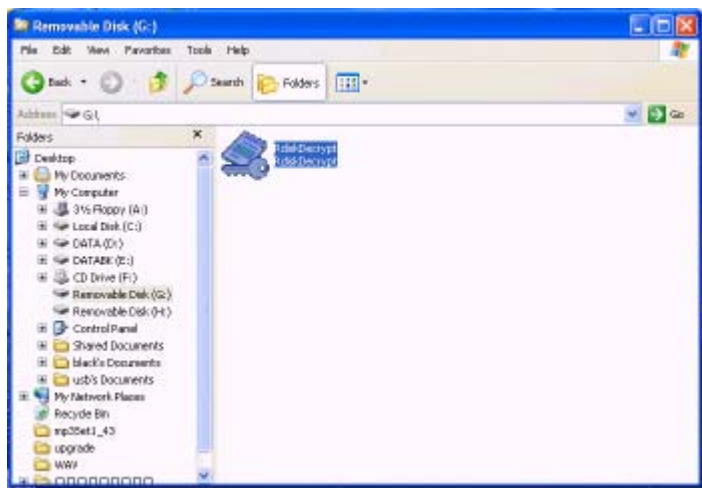 Removable Disk (G:)
File Edit View Favorites Tools Help
Back Search Folders
Address G:\ Go
Folders
RdiskDecrypt
RdiskDecrypt
Desktop
My Documents
My Computer
3½ Floppy (A:)
Local Disk (C:)
DATA (D:)
DATABK (E:)
CD Drive (F:)
Removable Disk (G:)
Removable Disk (H:)
Control Panel
Shared Documents
black's Documents
usb's Documents
My Network Places
Recycle Bin
mp3Set1_43
upgrade
WAV